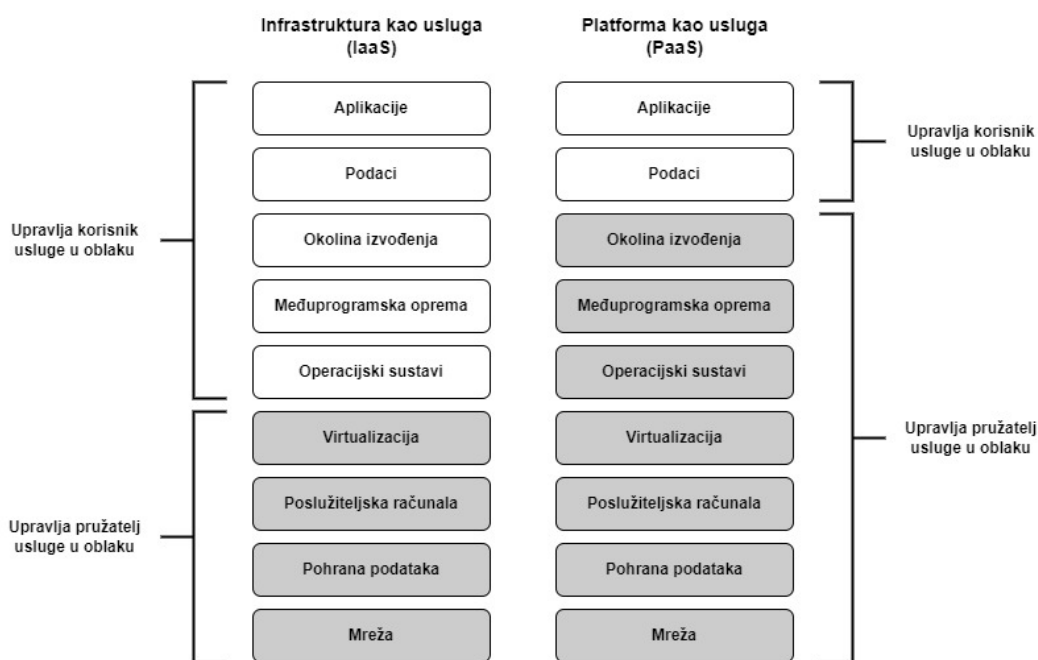 Infrastruktura kao usluga
(IaaS)
Platforma kao usluga
(PaaS)
Aplikacije
Aplikacije
Upravlja korisnik
usluge u oblaku
Podaci
Podaci
Upravlja korisnik
usluge u oblaku
Okolina izvođenja
Okolina izvođenja
Međuprogramska oprema
Međuprogramska oprema
Operacijski sustavi
Operacijski sustavi
Virtualizacija
Virtualizacija
Upravlja pružatelj
usluge u oblaku
Poslužiteljska računala
Poslužiteljska računala
Upravlja pružatelj
usluge u oblaku
Pohrana podataka
Pohrana podataka
Mreža
Mreža